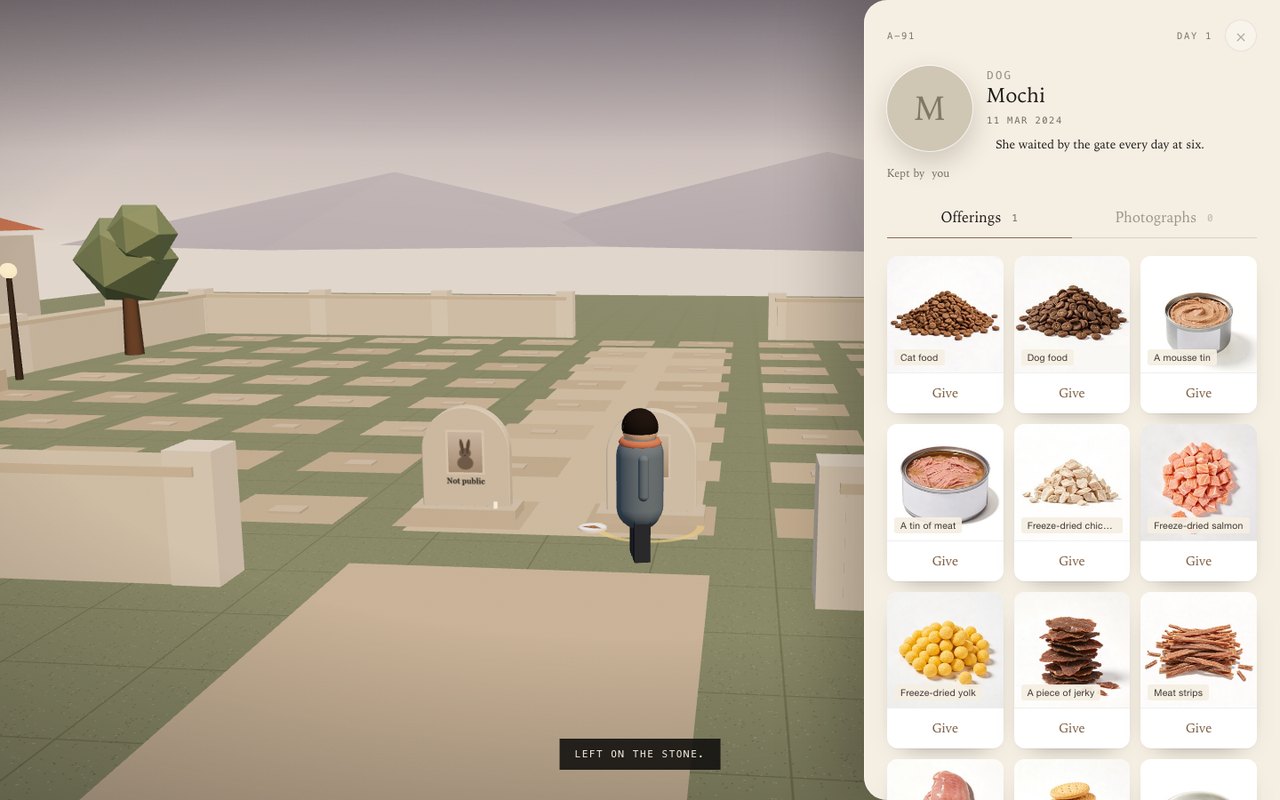 A–91
DAY 1
×
M
DOG
Mochi
11 MAR 2024
She waited by the gate every day at six.
Kept by you
Offerings 1
Photographs 0
Cat food
Dog food
A mousse tin
Give
Give
Give
A tin of meat
Freeze-dried chic…
Freeze-dried salmon
Give
Give
Give
Freeze-dried yolk
A piece of jerky
Meat strips
Give
Give
Give
Not public
LEFT ON THE STONE.